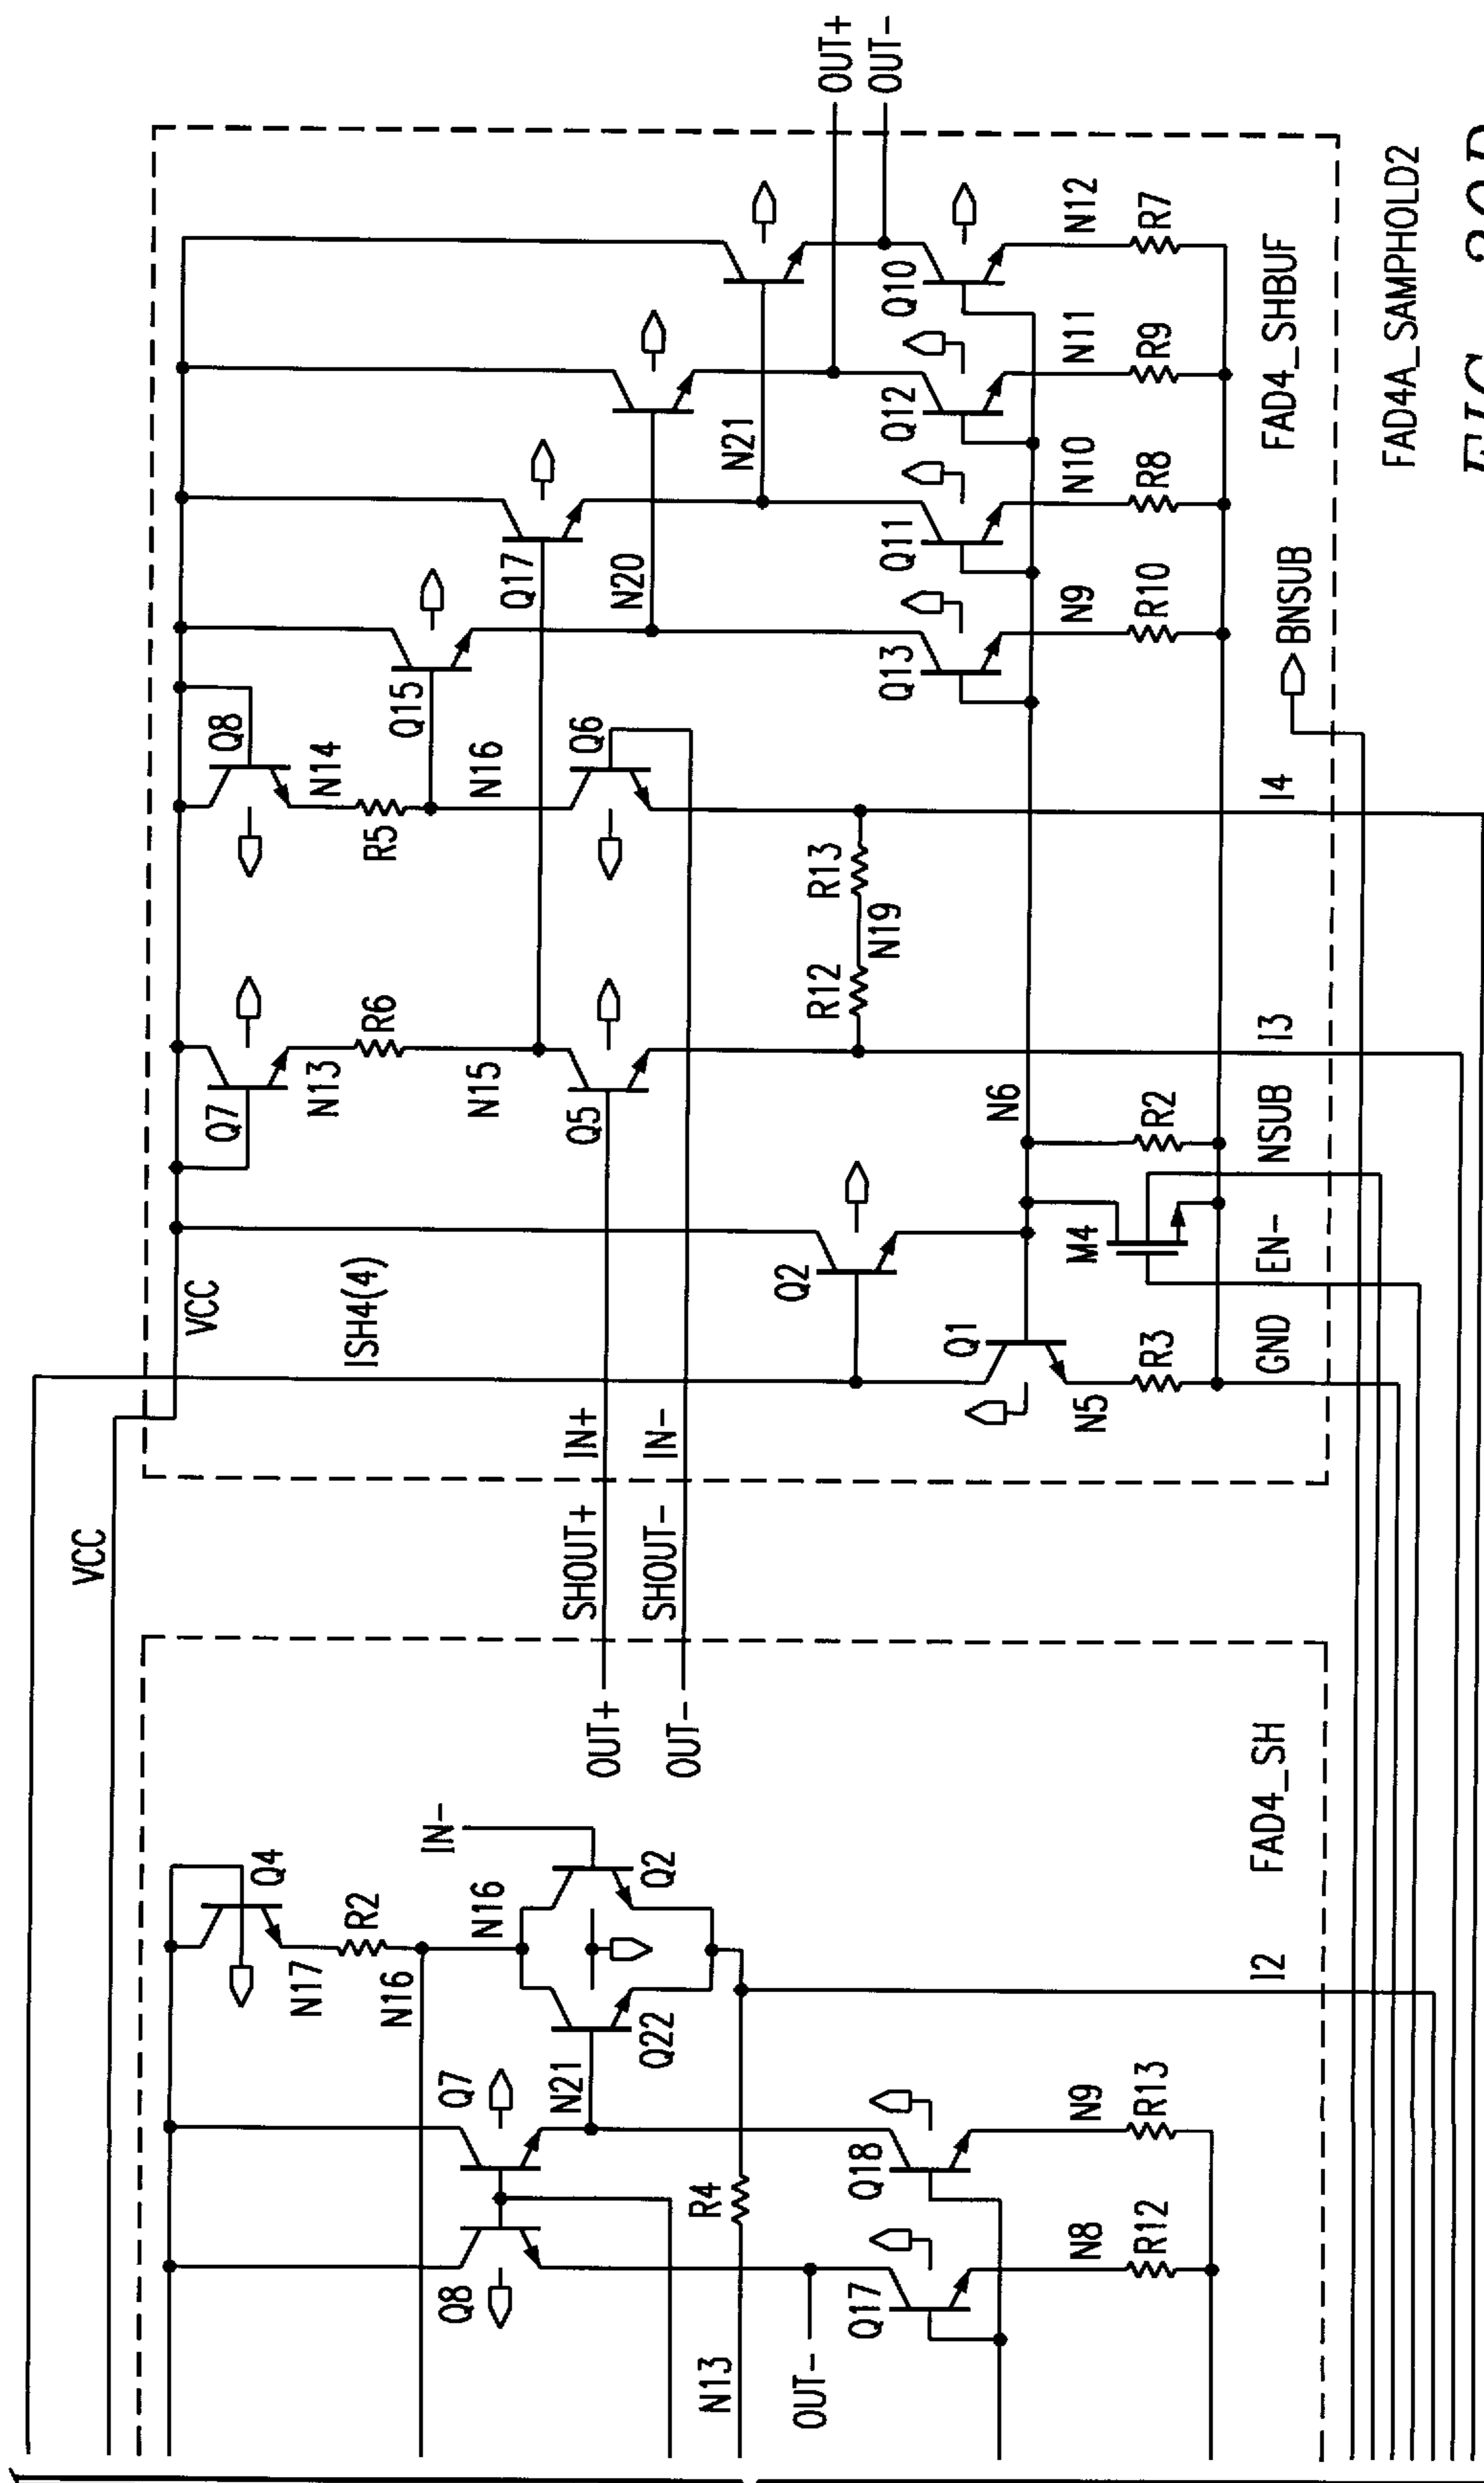 VCC
VCC
ISH4(4)
Q7
N13
R6
N15
Q5
Q8
N14
R5
N16
Q6
Q15
Q17
N20
N21
OUT+
OUT-
SHOUT+
IN+
SHOUT-
IN-
OUT+
OUT-
Q2
Q1
N5
R3
GND
M4
EN-
N6
R2
NSUB
I3
R12
N19
R13
I4
BNSUB
Q13
N9
R10
Q11
N10
R8
Q12
N11
R9
Q10
N12
R7
FAD4_SHBUF
FAD4A_SAMPHOLD2
Q4
N17
R2
N16
N16
IN-
Q2
Q22
N21
Q7
Q8
R4
N13
OUT-
Q18
Q17
N9
R13
N8
R12
I2
FAD4_SH
FIG.